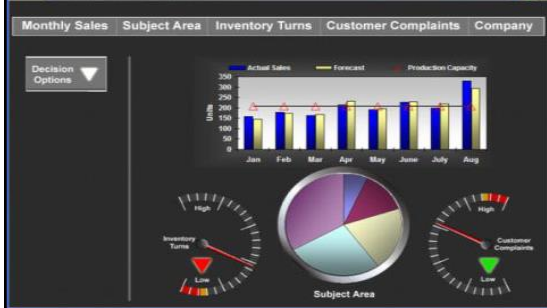 Monthly Sales Subject Area Inventory Turns Customer Complaints Company
Decision
Options
Actual Sales Forecast Production Capacity
350
300
250
200
150
100
50
0
Units
Jan Feb Mar Apr May June July Aug
High
Inventory
Turns
Low
Subject Area
High
Customer
Complaints
Low